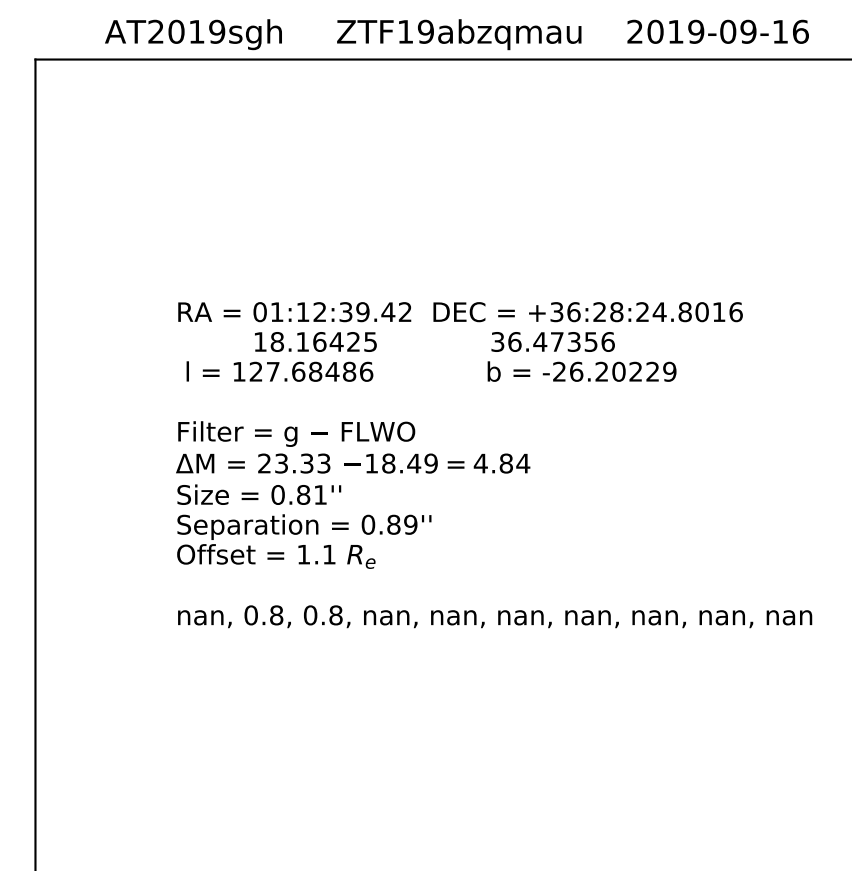 AT2019sgh ZTF19abzqmau 2019-09-16
RA = 01:12:39.42 DEC = +36:28:24.8016
18.16425 36.47356
l = 127.68486 b = -26.20229
Filter = g − FLWO
ΔM = 23.33 −18.49 = 4.84
Size = 0.81''
Separation = 0.89''
Offset = 1.1 Rₑ
nan, 0.8, 0.8, nan, nan, nan, nan, nan, nan, nan